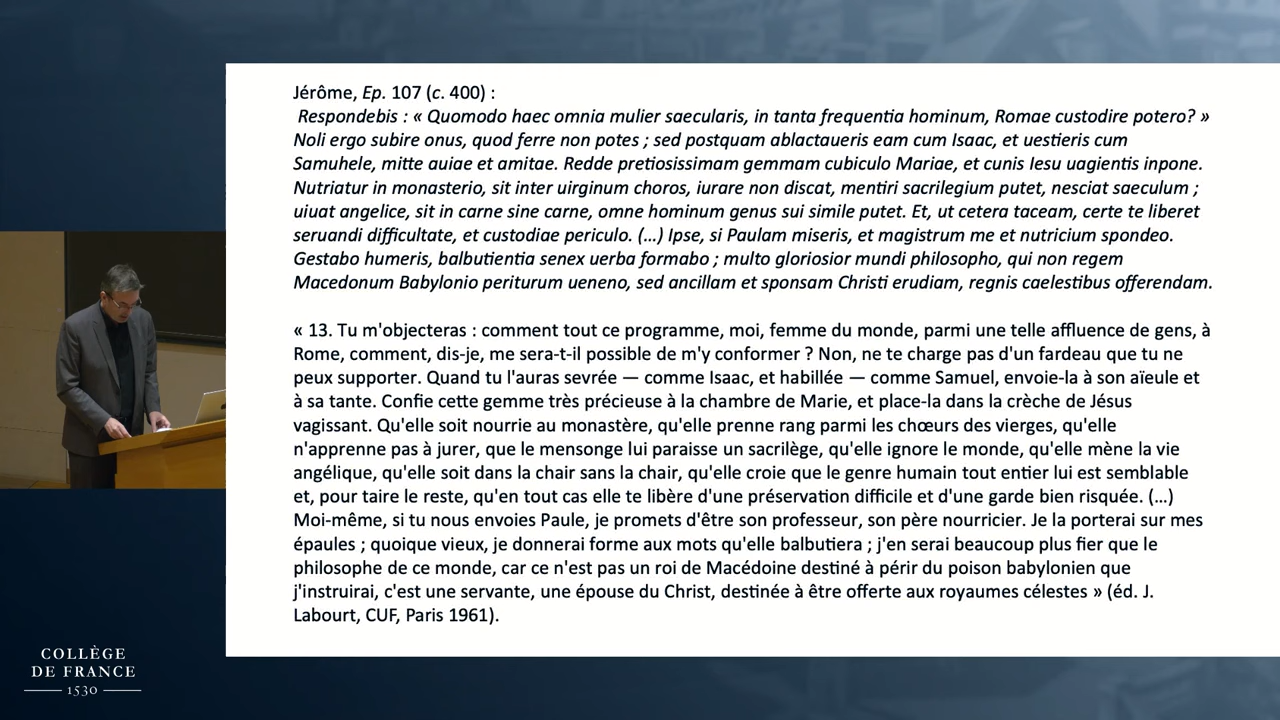 Jérôme, Ep. 107 (c. 400) :
Respondebis : « Quomodo haec omnia mulier saecularis, in tanta frequentia hominum, Romae custodire potero? »
Noli ergo subire onus, quod ferre non potes ; sed postquam ablactaueris eam cum Isaac, et uestieris cum
Samuhele, mitte auiae et amitae. Redde pretiosissimam gemmam cubiculo Mariae, et cunis Iesu uagientis inpone.
Nutriatur in monasterio, sit inter uirginum choros, iurare non discat, mentiri sacrilegium putet, nesciat saeculum ;
uiuat angelice, sit in carne sine carne, omne hominum genus sui simile putet. Et, ut cetera taceam, certe te liberet
seruandi difficultate, et custodiae periculo. (…) Ipse, si Paulam miseris, et magistrum me et nutricium spondeo.
Gestabo humeris, balbutientia senex uerba formabo ; multo gloriosior mundi philosopho, qui non regem
Macedonum Babylonio periturum ueneno, sed ancillam et sponsam Christi erudiam, regnis caelestibus offerendam.
« 13. Tu m'objecteras : comment tout ce programme, moi, femme du monde, parmi une telle affluence de gens, à
Rome, comment, dis-je, me sera-t-il possible de m'y conformer ? Non, ne te charge pas d'un fardeau que tu ne
peux supporter. Quand tu l'auras sevrée — comme Isaac, et habillée — comme Samuel, envoie-la à son aïeule et
à sa tante. Confie cette gemme très précieuse à la chambre de Marie, et place-la dans la crèche de Jésus
vagissant. Qu'elle soit nourrie au monastère, qu'elle prenne rang parmi les chœurs des vierges, qu'elle
n'apprenne pas à jurer, que le mensonge lui paraisse un sacrilège, qu'elle ignore le monde, qu'elle mène la vie
angélique, qu'elle soit dans la chair sans la chair, qu'elle croie que le genre humain tout entier lui est semblable
et, pour taire le reste, qu'en tout cas elle te libère d'une préservation difficile et d'une garde bien risquée. (…)
Moi-même, si tu nous envoies Paule, je promets d'être son professeur, son père nourricier. Je la porterai sur mes
épaules ; quoique vieux, je donnerai forme aux mots qu'elle balbutiera ; j'en serai beaucoup plus fier que le
philosophe de ce monde, car ce n'est pas un roi de Macédoine destiné à périr du poison babylonien que
j'instruirai, c'est une servante, une épouse du Christ, destinée à être offerte aux royaumes célestes » (éd. J.
Labourt, CUF, Paris 1961).
COLLÈGE
DE FRANCE
1530